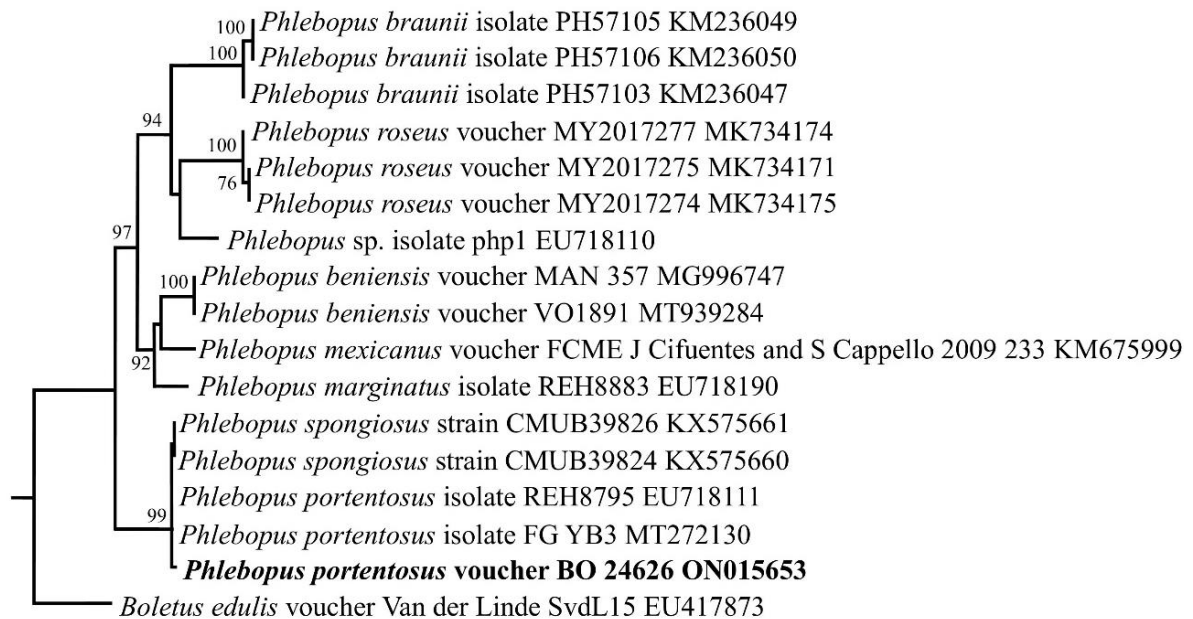 100 Phlebopus braunii isolate PH57105 KM236049
100 Phlebopus braunii isolate PH57106 KM236050
Phlebopus braunii isolate PH57103 KM236047
94 Phlebopus roseus voucher MY2017277 MK734174
100 Phlebopus roseus voucher MY2017275 MK734171
76 Phlebopus roseus voucher MY2017274 MK734175
97 Phlebopus sp. isolate php1 EU718110
100 Phlebopus beniensis voucher MAN 357 MG996747
Phlebopus beniensis voucher VO1891 MT939284
Phlebopus mexicanus voucher FCME J Cifuentes and S Cappello 2009 233 KM675999
92 Phlebopus marginatus isolate REH8883 EU718190
Phlebopus spongiosus strain CMUB39826 KX575661
Phlebopus spongiosus strain CMUB39824 KX575660
Phlebopus portentosus isolate REH8795 EU718111
99 Phlebopus portentosus isolate FG YB3 MT272130
Phlebopus portentosus voucher BO 24626 ON015653
Boletus edulis voucher Van der Linde SvdL15 EU417873